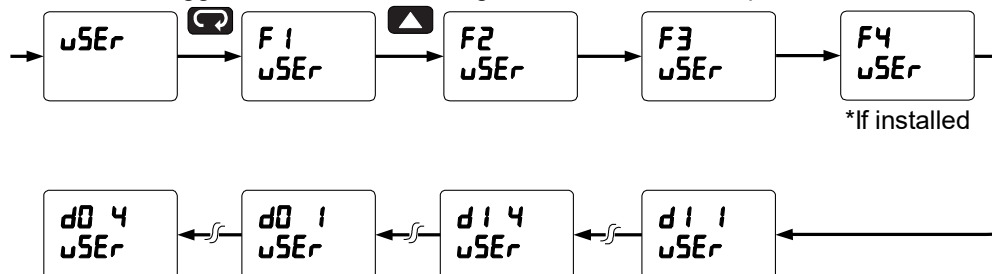 uSEr
F1
uSEr
F2
uSEr
F3
uSEr
F4
uSEr
*If installed
dO 4
uSEr
dO 1
uSEr
dI 4
uSEr
dI 1
uSEr